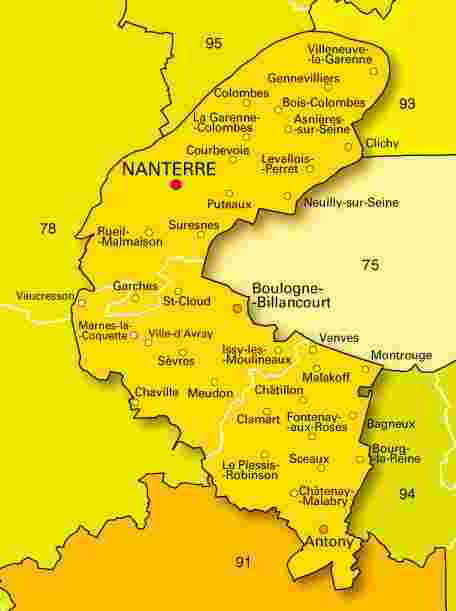 95
Villeneuve-
-la-Garenne
Gennevilliers
Colombes
Bois-Colombes
93
La Garenne-
-Colombes
Asnières-
-sur-Seine
Clichy
Courbevoie
Levallois-
-Perret
NANTERRE
Puteaux
Neuilly-sur-Seine
78
Rueil-
-Malmaison
Suresnes
75
Vaucresson
Garches
St-Cloud
Boulogne-
-Billancourt
Marnes-la-
-Coquette
Ville-d'Avray
Vanves
Issy-les-
-Moulineaux
Montrouge
Sèvres
Malakoff
Chaville
Meudon
Châtillon
Clamart
Fontenay-
-aux-Roses
Bagneux
Bourg-
-la-Reine
Le Plessis-
-Robinson
Sceaux
Châtenay-
-Malabry
94
Antony
91